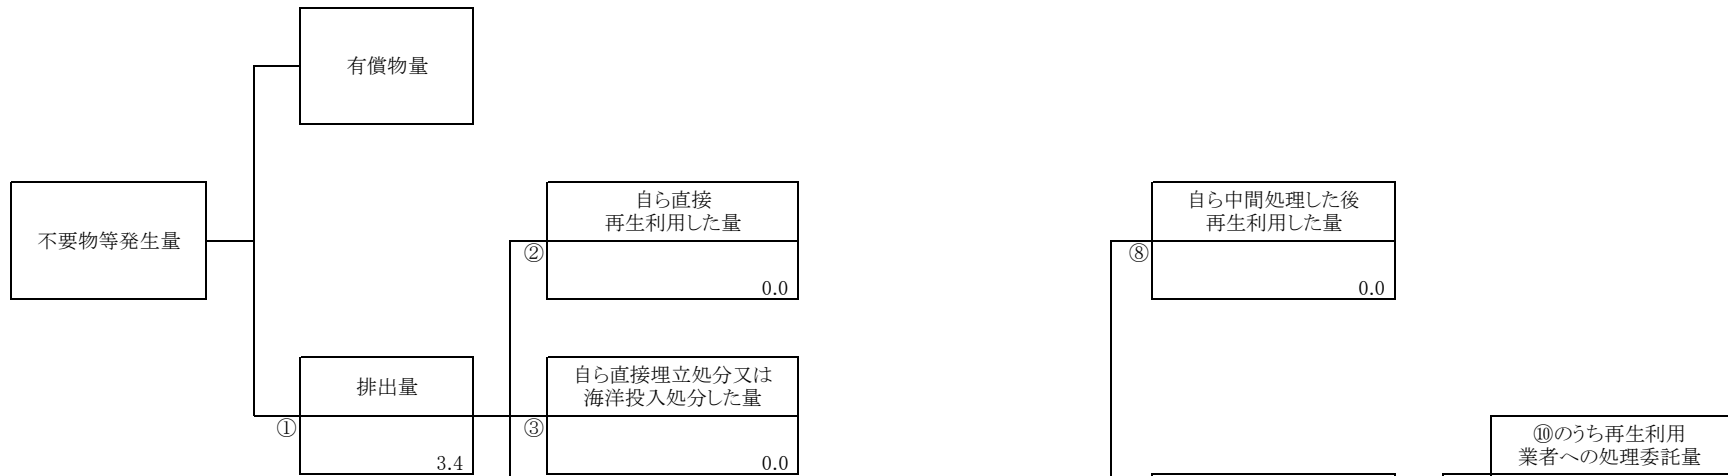 有償物量
不要物等発生量
自ら直接
再生利用した量
②
0.0
自ら中間処理した後
再生利用した量
⑧
0.0
排出量
①
3.4
自ら直接埋立処分又は
海洋投入処分した量
③
0.0
⑩のうち再生利用
業者への処理委託量